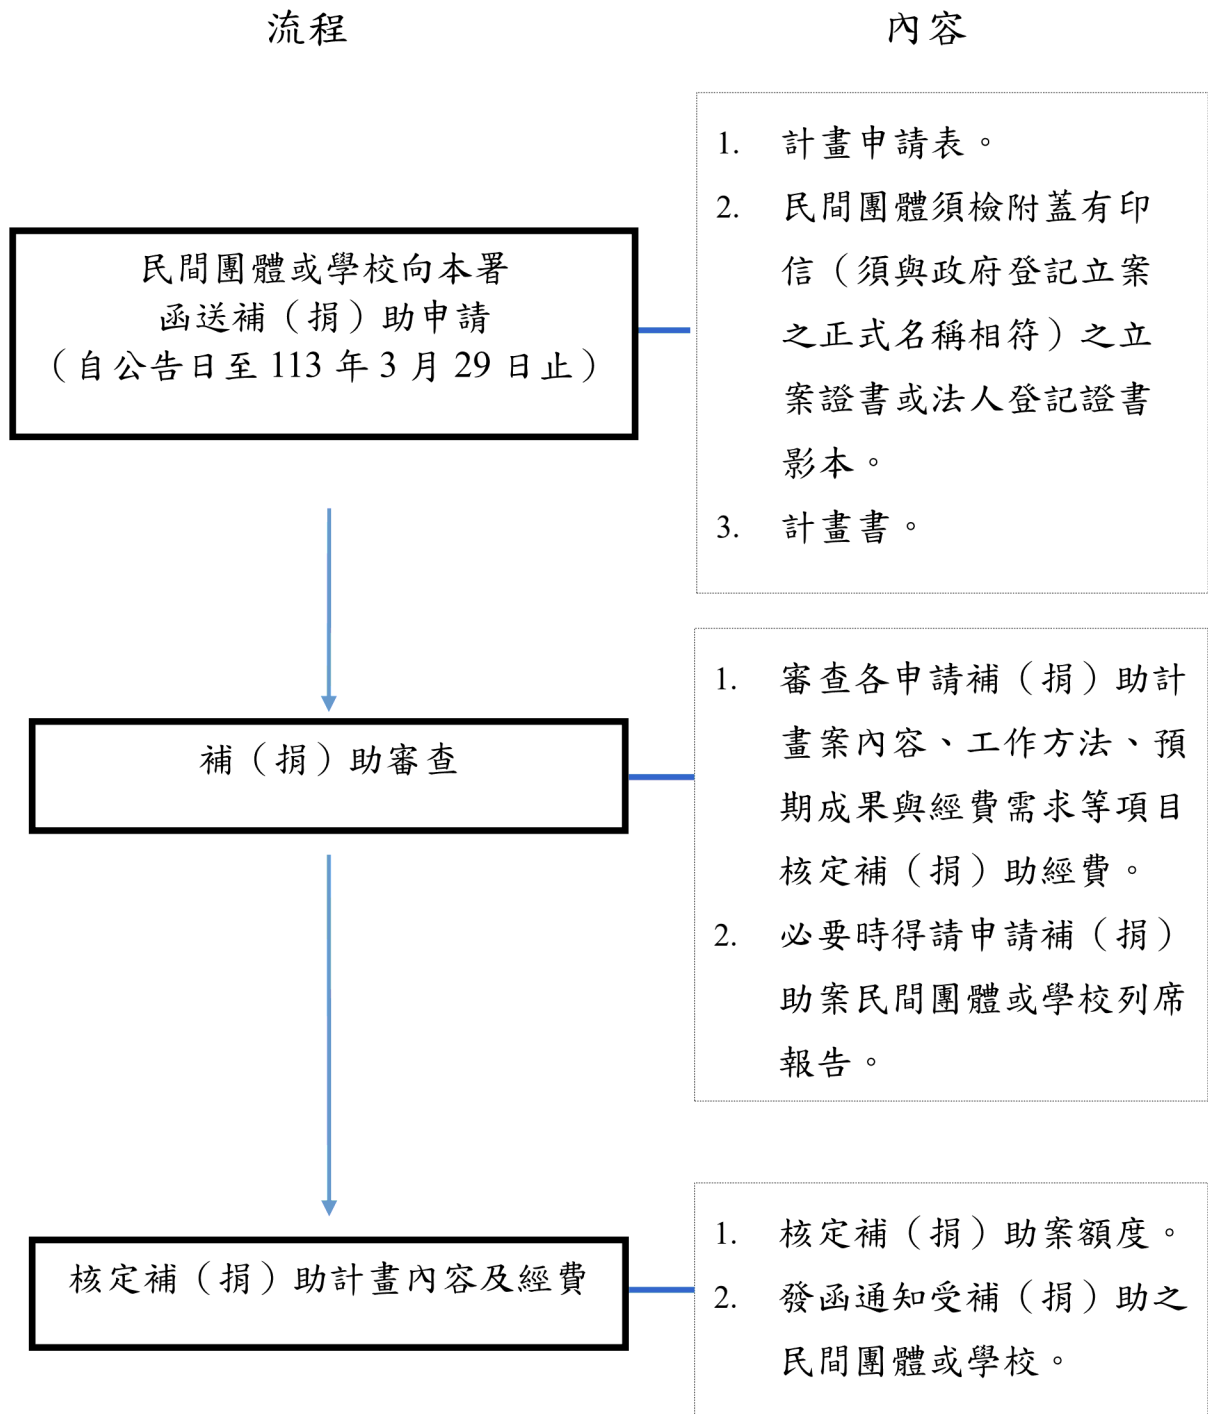 流程
內容
民間團體或學校向本署
函送補（捐）助申請
（自公告日至 113 年 3 月 29 日止）
1. 計畫申請表。
2. 民間團體須檢附蓋有印
信（須與政府登記立案
之正式名稱相符）之立
案證書或法人登記證書
影本。
3. 計畫書。
補（捐）助審查
1. 審查各申請補（捐）助計
畫案內容、工作方法、預
期成果與經費需求等項目
核定補（捐）助經費。
2. 必要時得請申請補（捐）
助案民間團體或學校列席
報告。
核定補（捐）助計畫內容及經費
1. 核定補（捐）助案額度。
2. 發函通知受補（捐）助之
民間團體或學校。